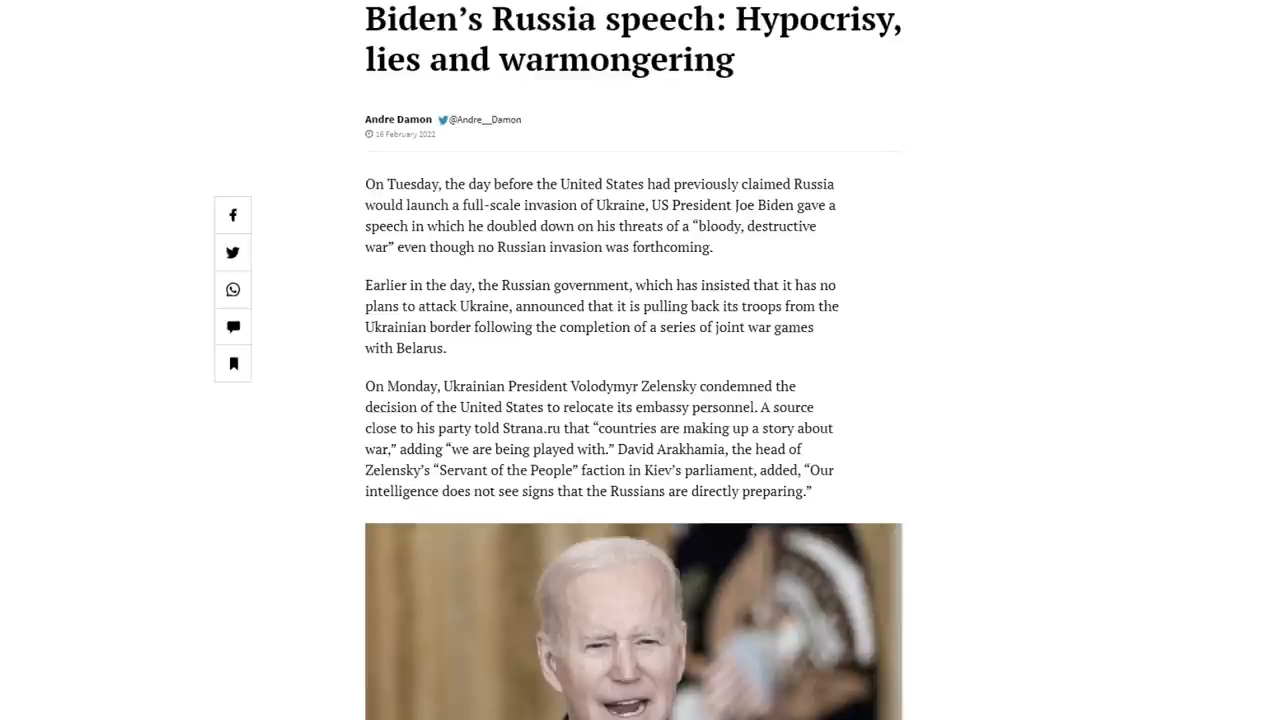 Biden’s Russia speech: Hypocrisy,
lies and warmongering
Andre Damon @Andre__Damon
16 February 2022
On Tuesday, the day before the United States had previously claimed Russia
would launch a full-scale invasion of Ukraine, US President Joe Biden gave a
speech in which he doubled down on his threats of a “bloody, destructive
war” even though no Russian invasion was forthcoming.
Earlier in the day, the Russian government, which has insisted that it has no
plans to attack Ukraine, announced that it is pulling back its troops from the
Ukrainian border following the completion of a series of joint war games
with Belarus.
On Monday, Ukrainian President Volodymyr Zelensky condemned the
decision of the United States to relocate its embassy personnel. A source
close to his party told Strana.ru that “countries are making up a story about
war,” adding “we are being played with.” David Arakhamia, the head of
Zelensky’s “Servant of the People” faction in Kiev’s parliament, added, “Our
intelligence does not see signs that the Russians are directly preparing.”